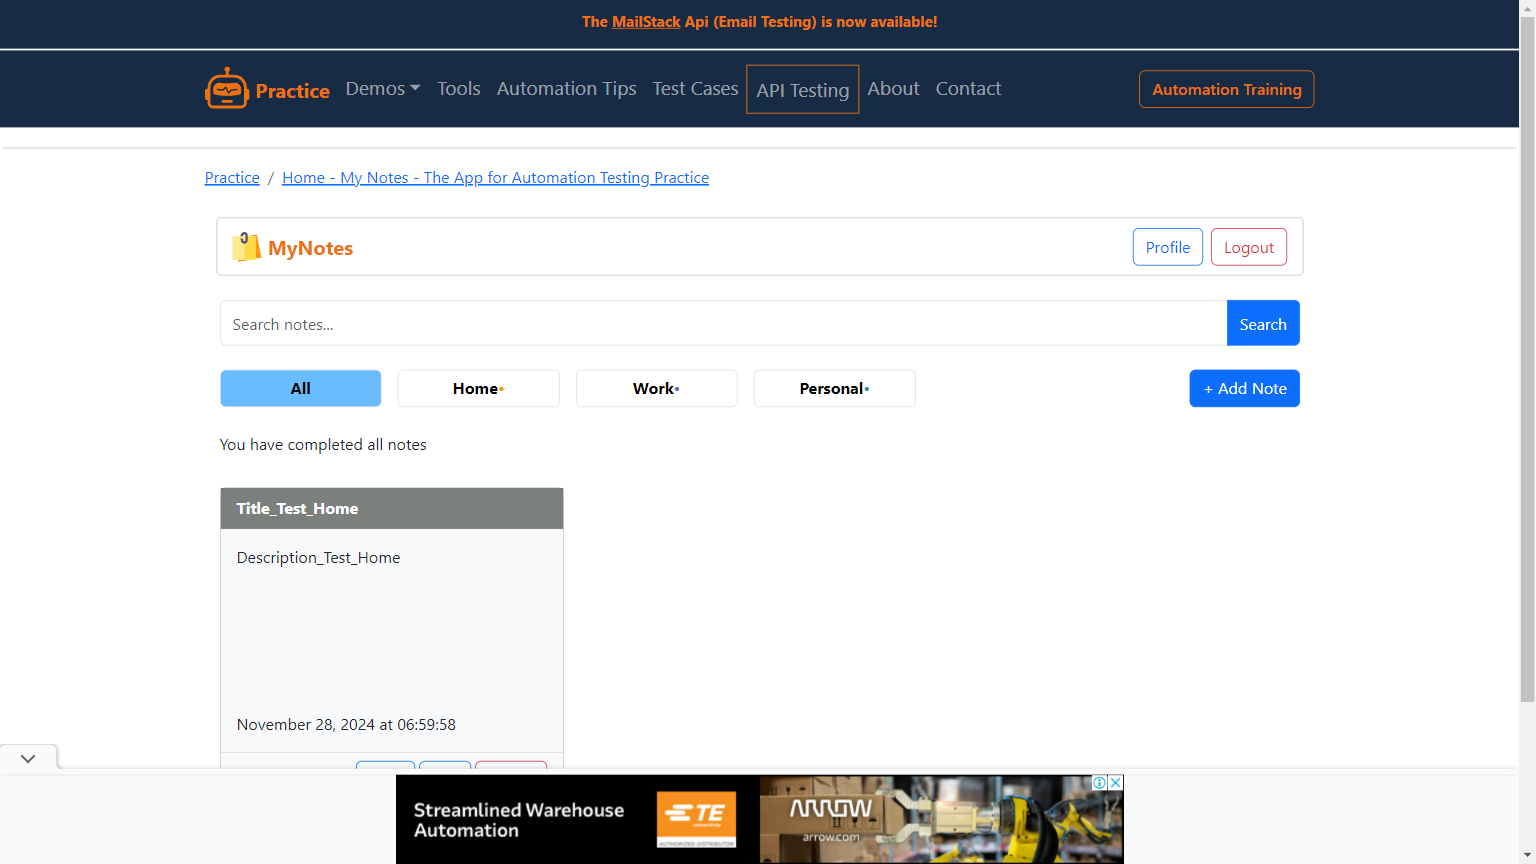 The MailStack Api (Email Testing) is now available!
Practice
Demos
Tools
Automation Tips
Test Cases
API Testing
About
Contact
Automation Training
Practice / Home - My Notes - The App for Automation Testing Practice
MyNotes
Profile
Logout
Search notes...
Search
All
Home
Work
Personal
+ Add Note
You have completed all notes
Title_Test_Home
Description_Test_Home
November 28, 2024 at 06:59:58
Streamlined Warehouse
Automation
TE
connectivity
AUTHORIZED DISTRIBUTOR
ARROW
arrow.com